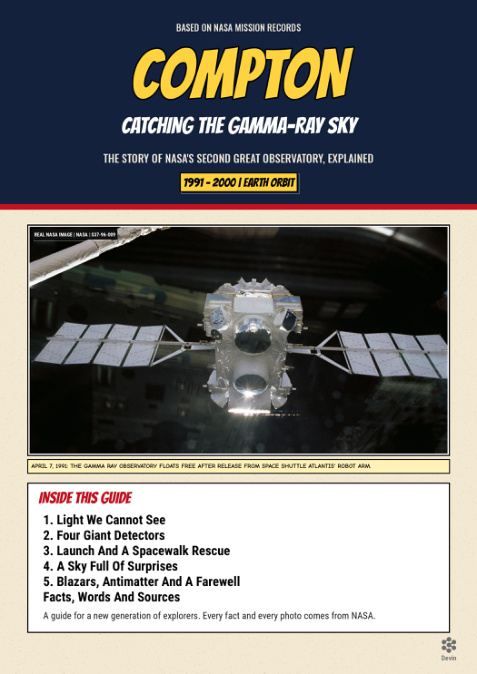 BASED ON NASA MISSION RECORDS
COMPTON
CATCHING THE GAMMA-RAY SKY
THE STORY OF NASA'S SECOND GREAT OBSERVATORY, EXPLAINED
1991 - 2000 | EARTH ORBIT
REAL NASA IMAGE | NASA | S37-96-009
APRIL 7, 1991: THE GAMMA RAY OBSERVATORY FLOATS FREE AFTER RELEASE FROM SPACE SHUTTLE ATLANTIS' ROBOT ARM.
INSIDE THIS GUIDE
1. Light We Cannot See
2. Four Giant Detectors
3. Launch And A Spacewalk Rescue
4. A Sky Full Of Surprises
5. Blazars, Antimatter And A Farewell
Facts, Words And Sources
A guide for a new generation of explorers. Every fact and every photo comes from NASA.
Devin